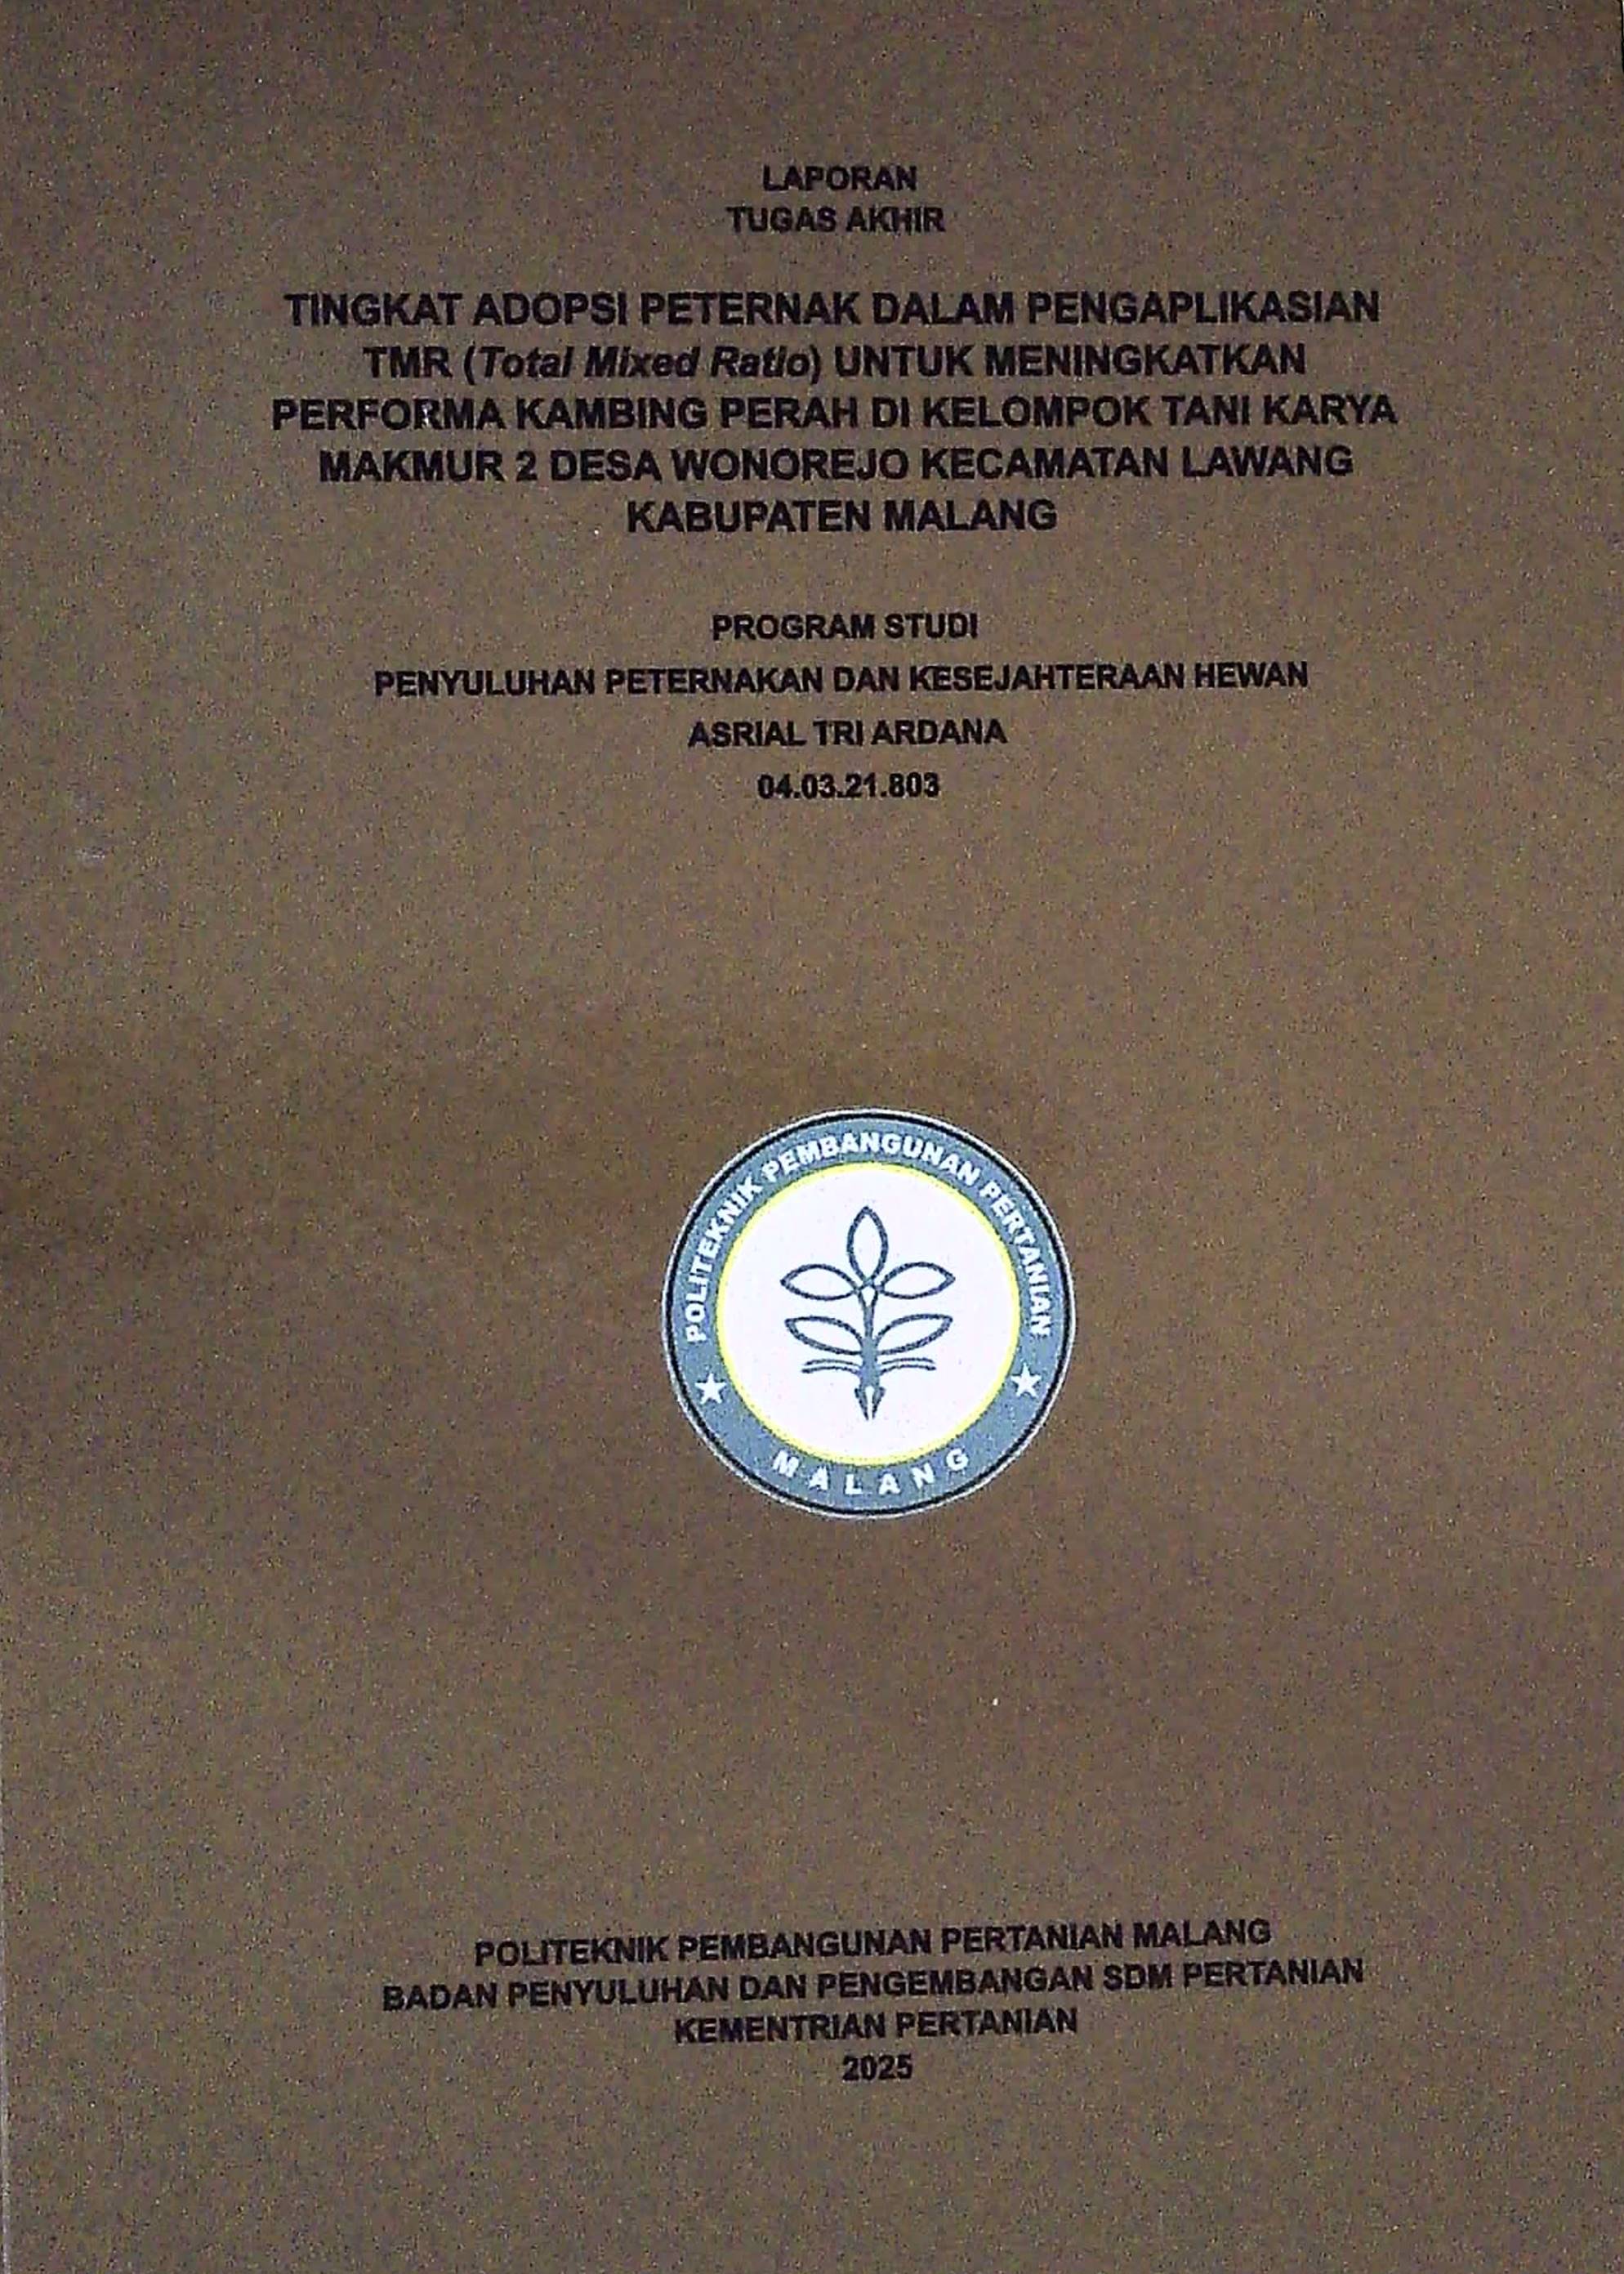 LAPORAN
TUGAS AKHIR
TINGKAT ADOPSI PETERNAK DALAM PENGAPLIKASIAN
TMR (Total Mixed Ratio) UNTUK MENINGKATKAN
PERFORMA KAMBING PERAH DI KELOMPOK TANI KARYA
MAKMUR 2 DESA WONOREJO KECAMATAN LAWANG
KABUPATEN MALANG
PROGRAM STUDI
PENYULUHAN PETERNAKAN DAN KESEJAHTERAAN HEWAN
ASRIAL TRI ARDANA
04.03.21.803
POLITEKNIK PEMBANGUNAN PERTANIAN
MALANG
POLITEKNIK PEMBANGUNAN PERTANIAN MALANG
BADAN PENYULUHAN DAN PENGEMBANGAN SDM PERTANIAN
KEMENTRIAN PERTANIAN
2025